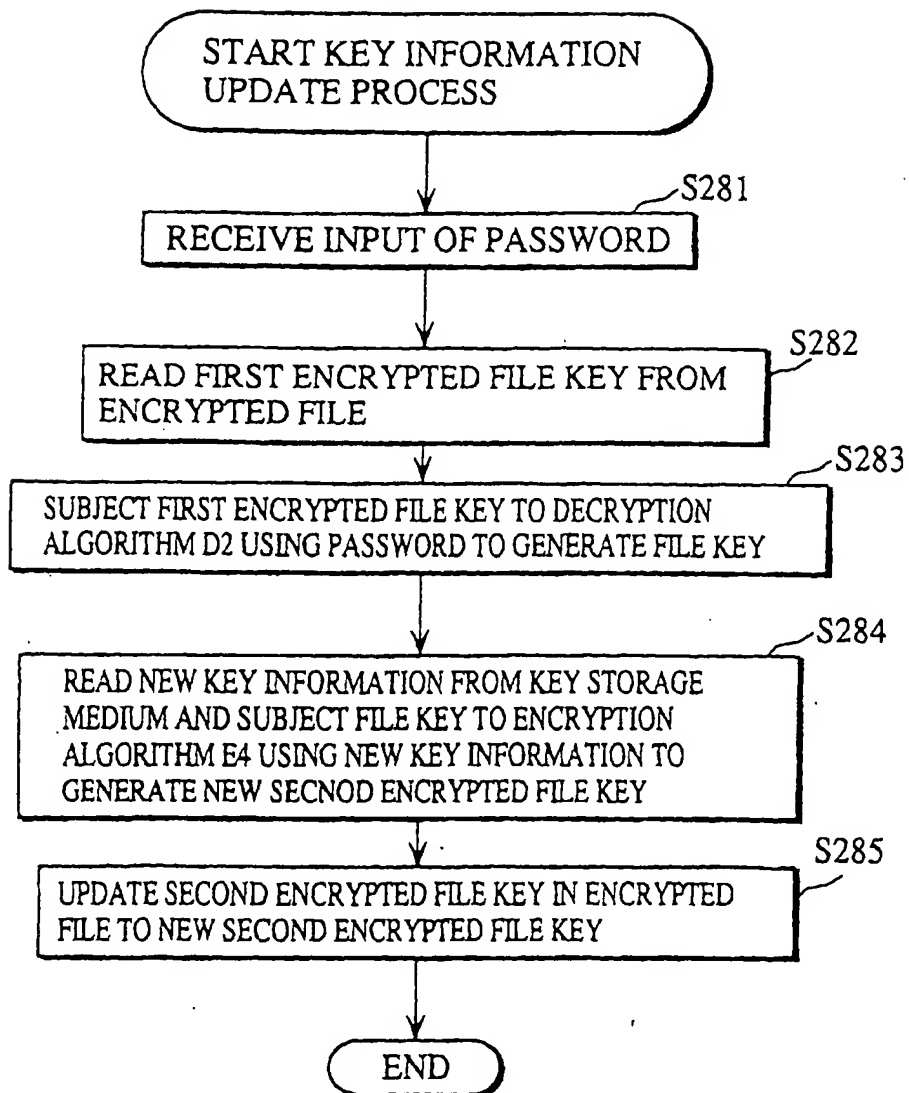 START KEY INFORMATION
UPDATE PROCESS
S281
RECEIVE INPUT OF PASSWORD
S282
READ FIRST ENCRYPTED FILE KEY FROM
ENCRYPTED FILE
S283
SUBJECT FIRST ENCRYPTED FILE KEY TO DECRYPTION
ALGORITHM D2 USING PASSWORD TO GENERATE FILE KEY
S284
READ NEW KEY INFORMATION FROM KEY STORAGE
MEDIUM AND SUBJECT FILE KEY TO ENCRYPTION
ALGORITHM E4 USING NEW KEY INFORMATION TO
GENERATE NEW SECNOD ENCRYPTED FILE KEY
S285
UPDATE SECOND ENCRYPTED FILE KEY IN ENCRYPTED
FILE TO NEW SECOND ENCRYPTED FILE KEY
END